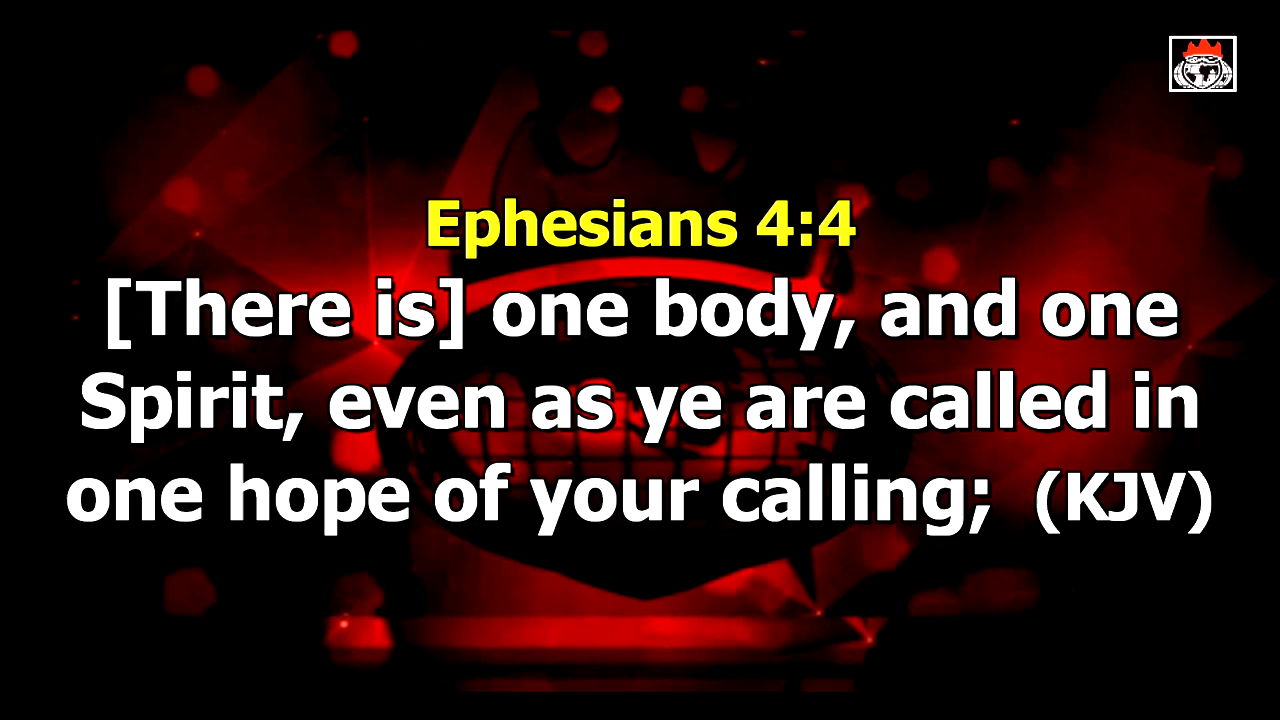 Ephesians 4:4
[There is] one body, and one
Spirit, even as ye are called in
one hope of your calling;  (KJV)